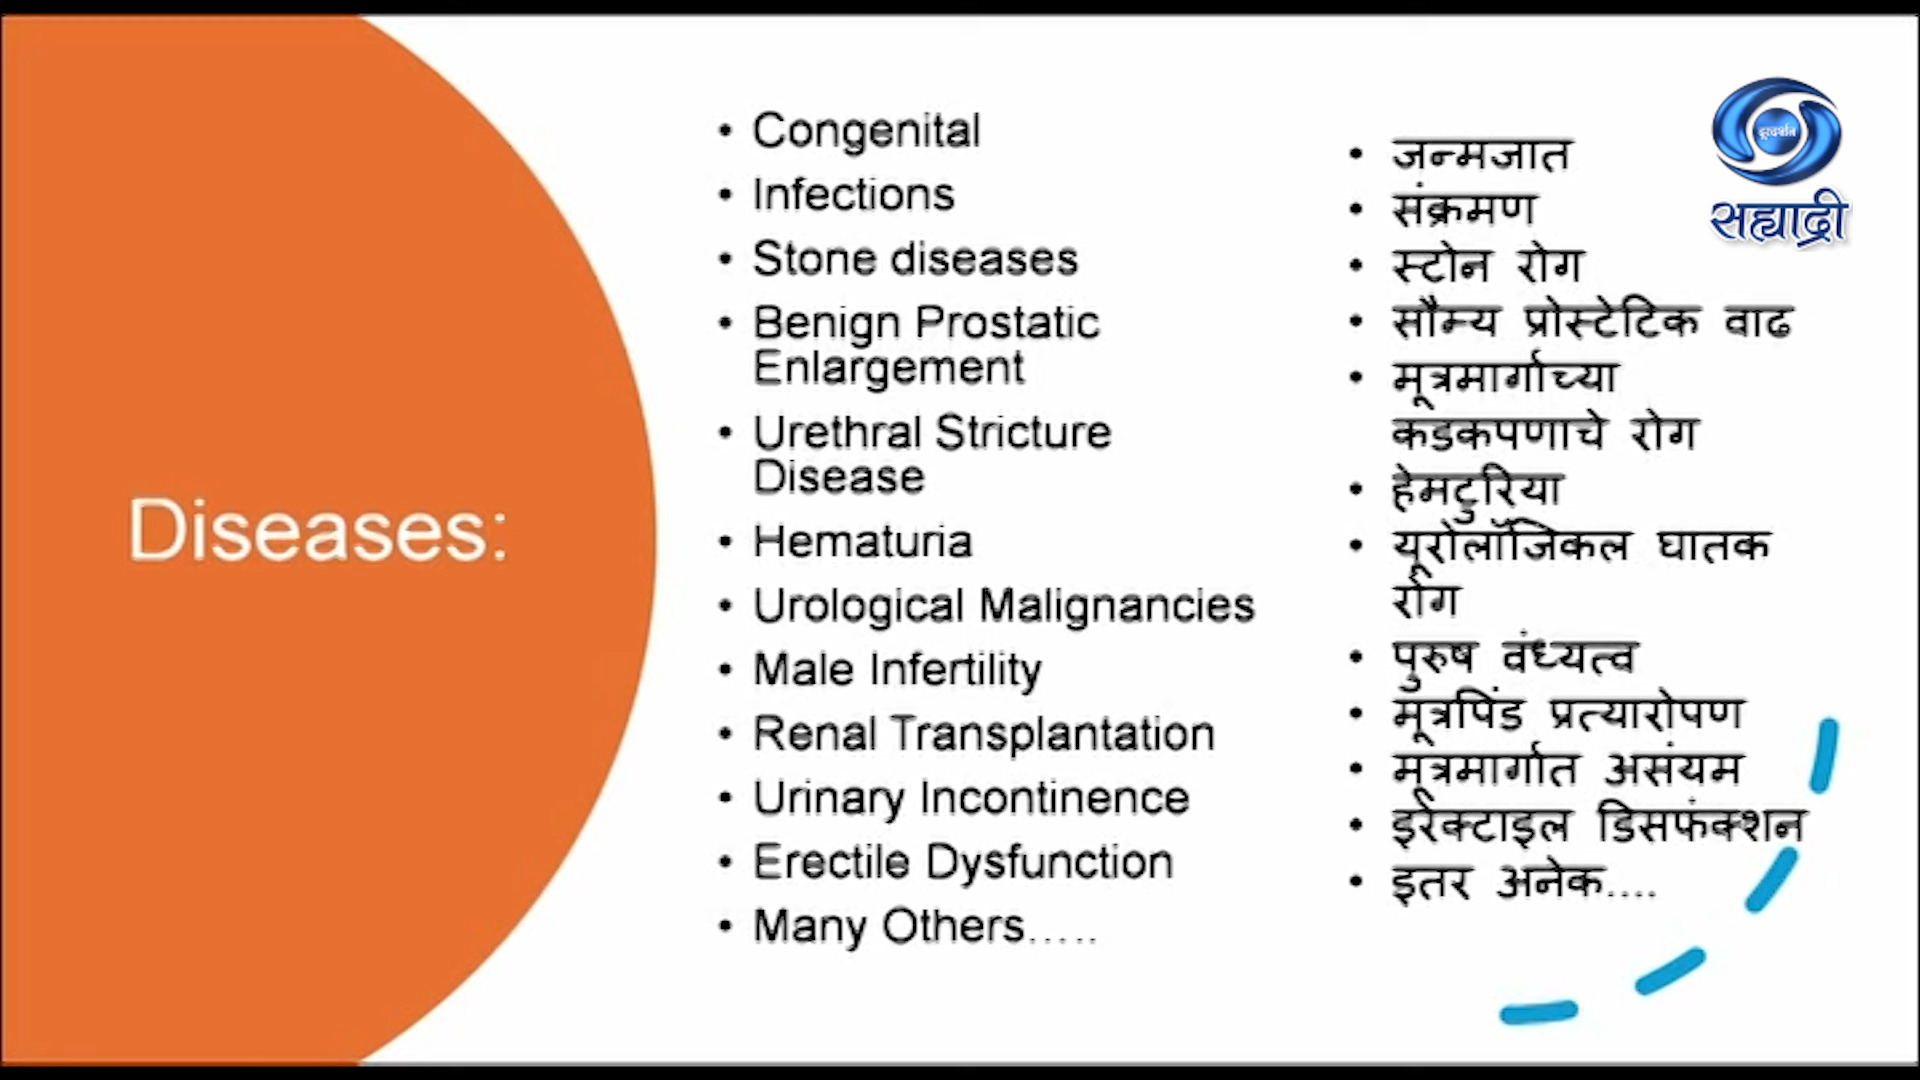 Diseases:
• Congenital
• Infections
• Stone diseases
• Benign Prostatic
Enlargement
• Urethral Stricture
Disease
• Hematuria
• Urological Malignancies
• Male Infertility
• Renal Transplantation
• Urinary Incontinence
• Erectile Dysfunction
• Many Others…..
• जन्मजात
• संक्रमण
• स्टोन रोग
• सौम्य प्रोस्टेटिक वाढ
• मूत्रमार्गाच्या
कडकपणाचे रोग
• हेमटुरिया
• यूरोलॉजिकल घातक
रोग
• पुरुष वंध्यत्व
• मूत्रपिंड प्रत्यारोपण
• मूत्रमार्गात असंयम
• इरेक्टाइल डिसफंक्शन
• इतर अनेक....
दूरदर्शन
सह्याद्री